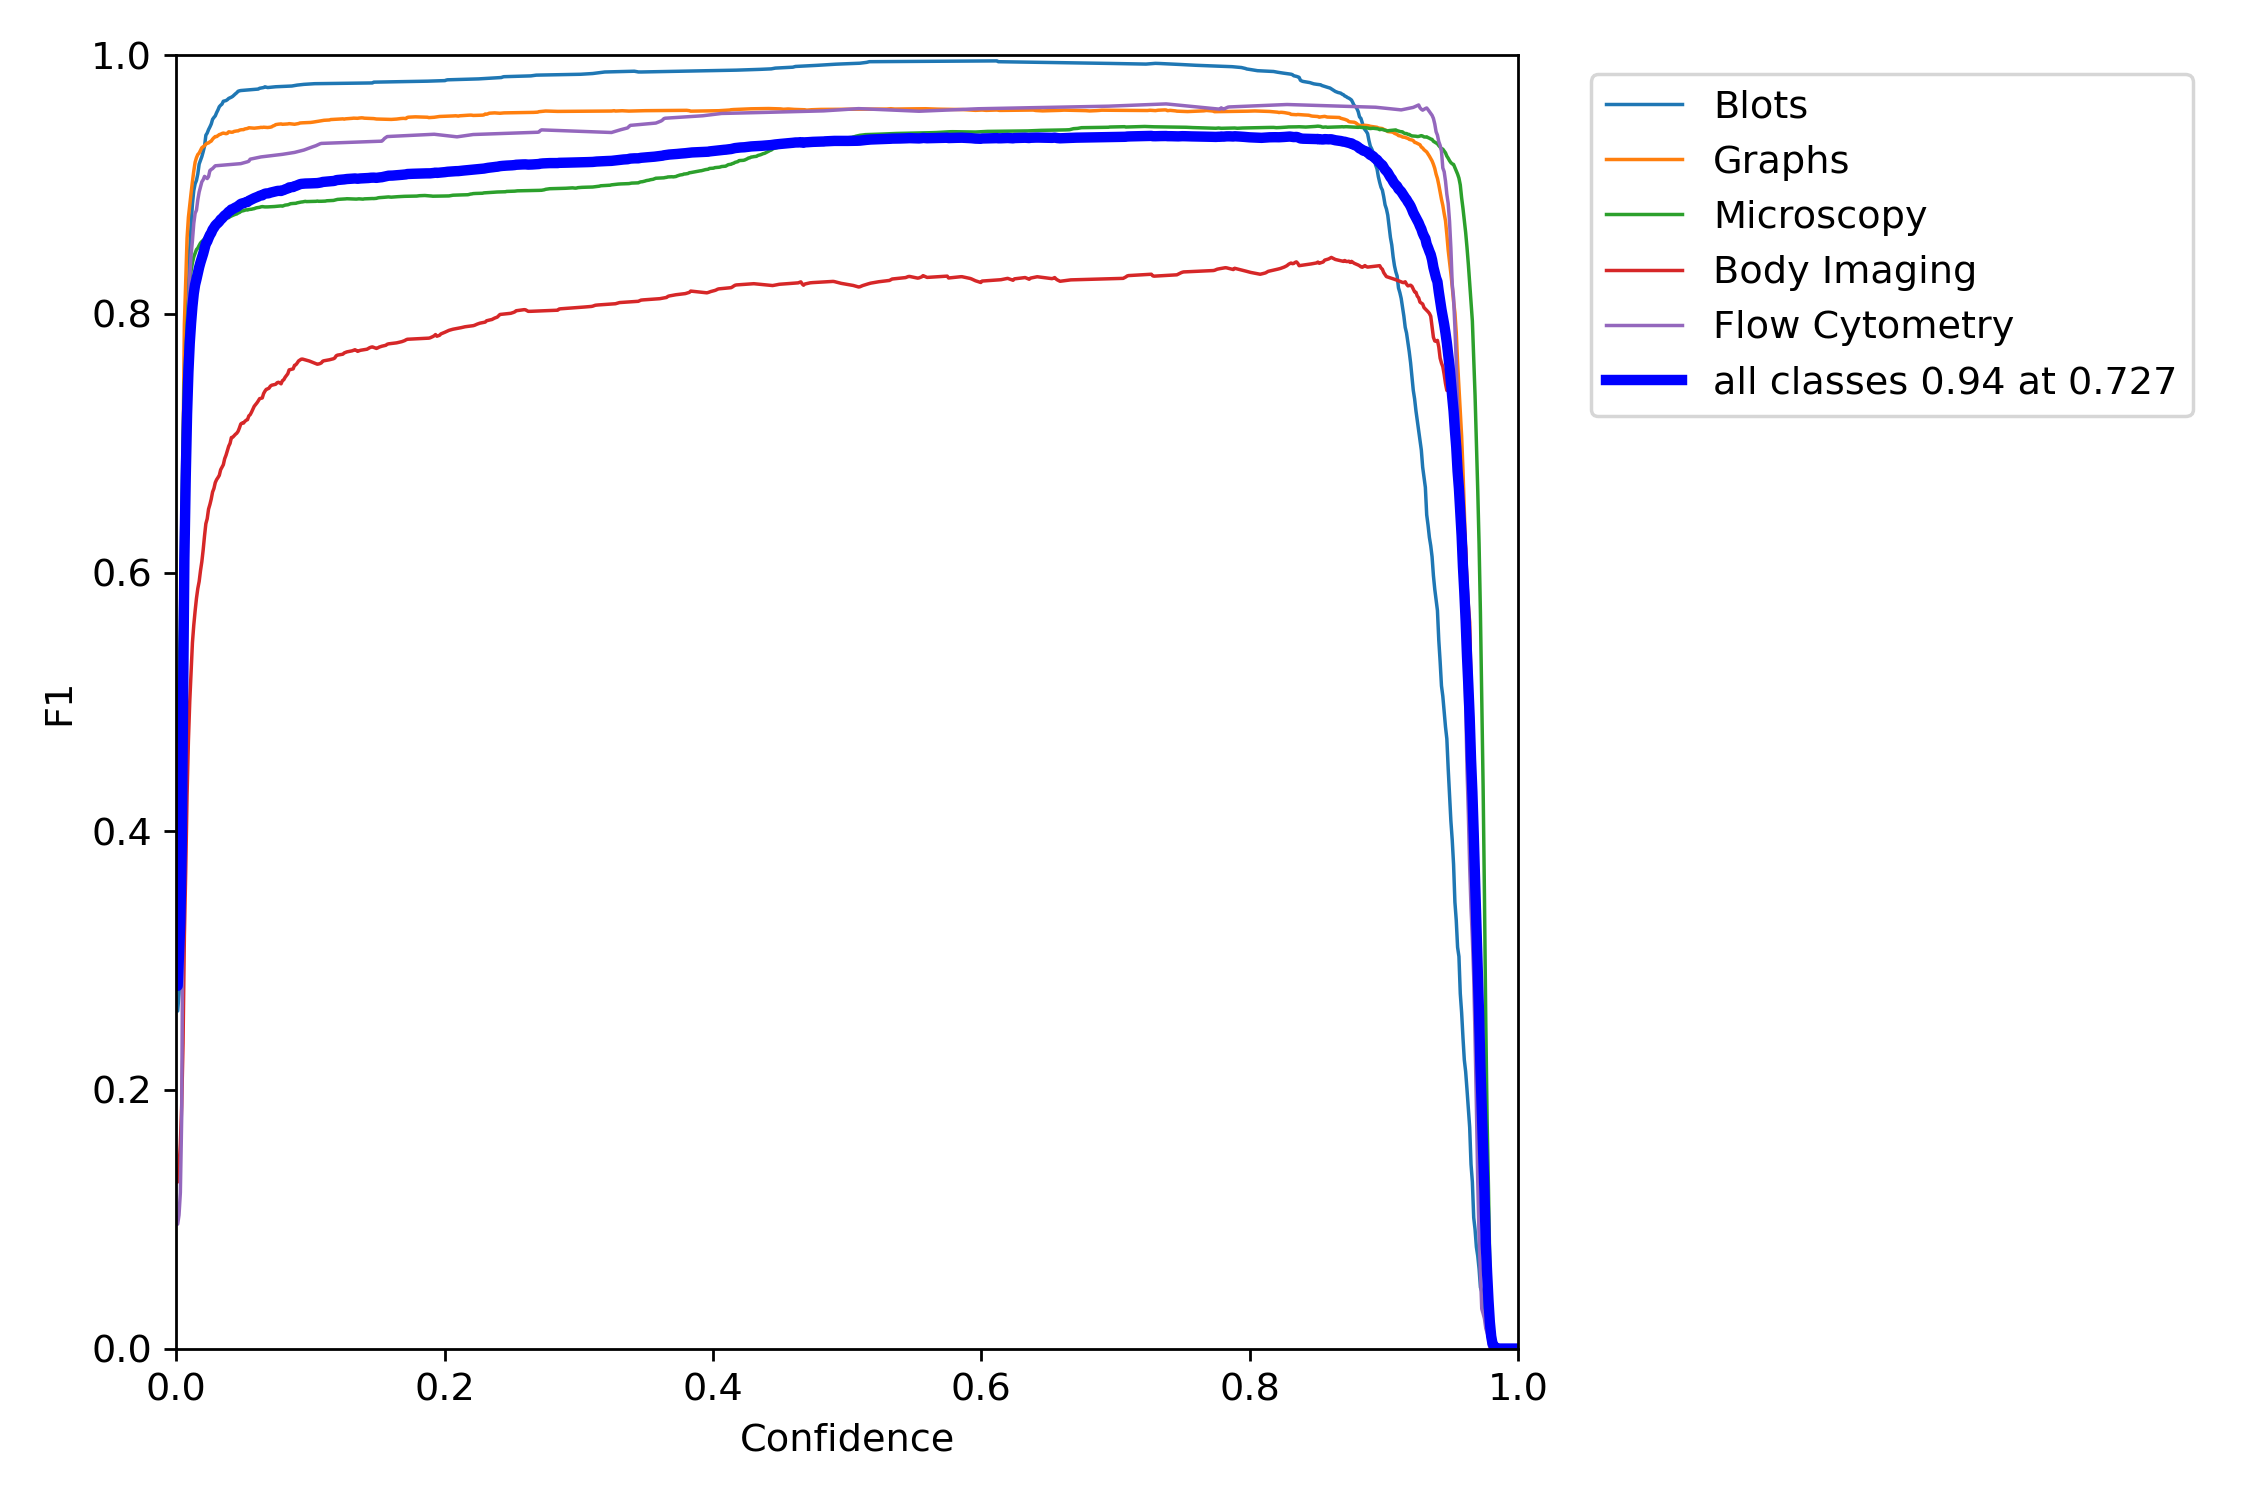 1.0
0.8
0.6
0.4
0.2
0.0
F1
0.0 0.2 0.4 0.6 0.8 1.0
Confidence
Blots
Graphs
Microscopy
Body Imaging
Flow Cytometry
all classes 0.94 at 0.727